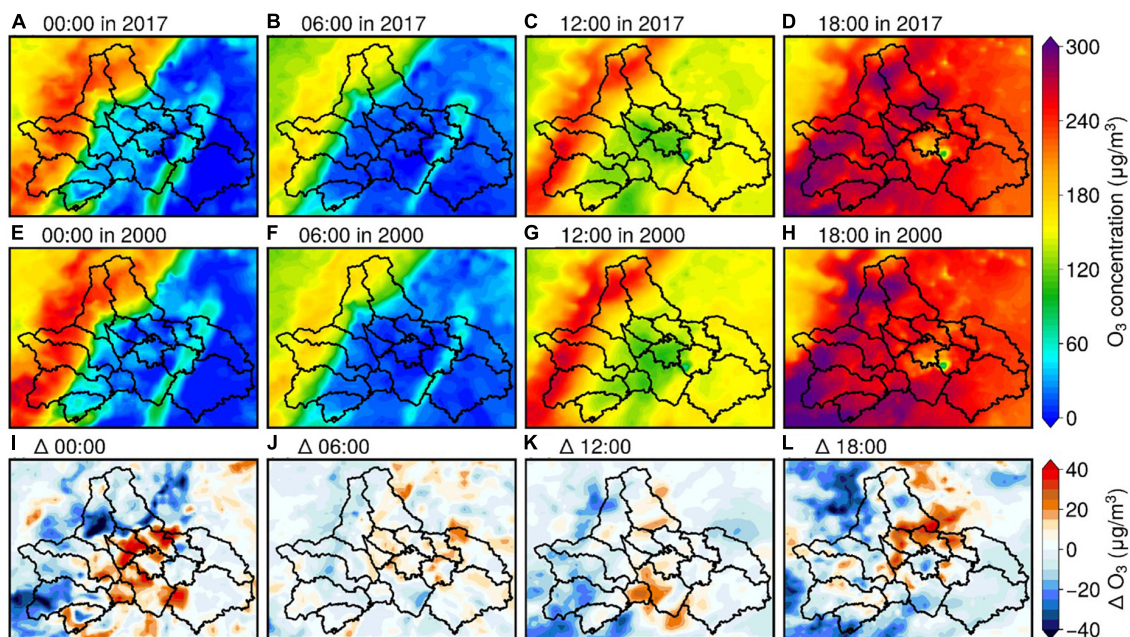 A 00:00 in 2017
B 06:00 in 2017
C 12:00 in 2017
D 18:00 in 2017
E 00:00 in 2000
F 06:00 in 2000
G 12:00 in 2000
H 18:00 in 2000
I Δ 00:00
J Δ 06:00
K Δ 12:00
L Δ 18:00
300
240
180
120
60
0
O₃ concentration (μg/m³)
40
20
0
−20
−40
Δ O₃ (μg/m³)